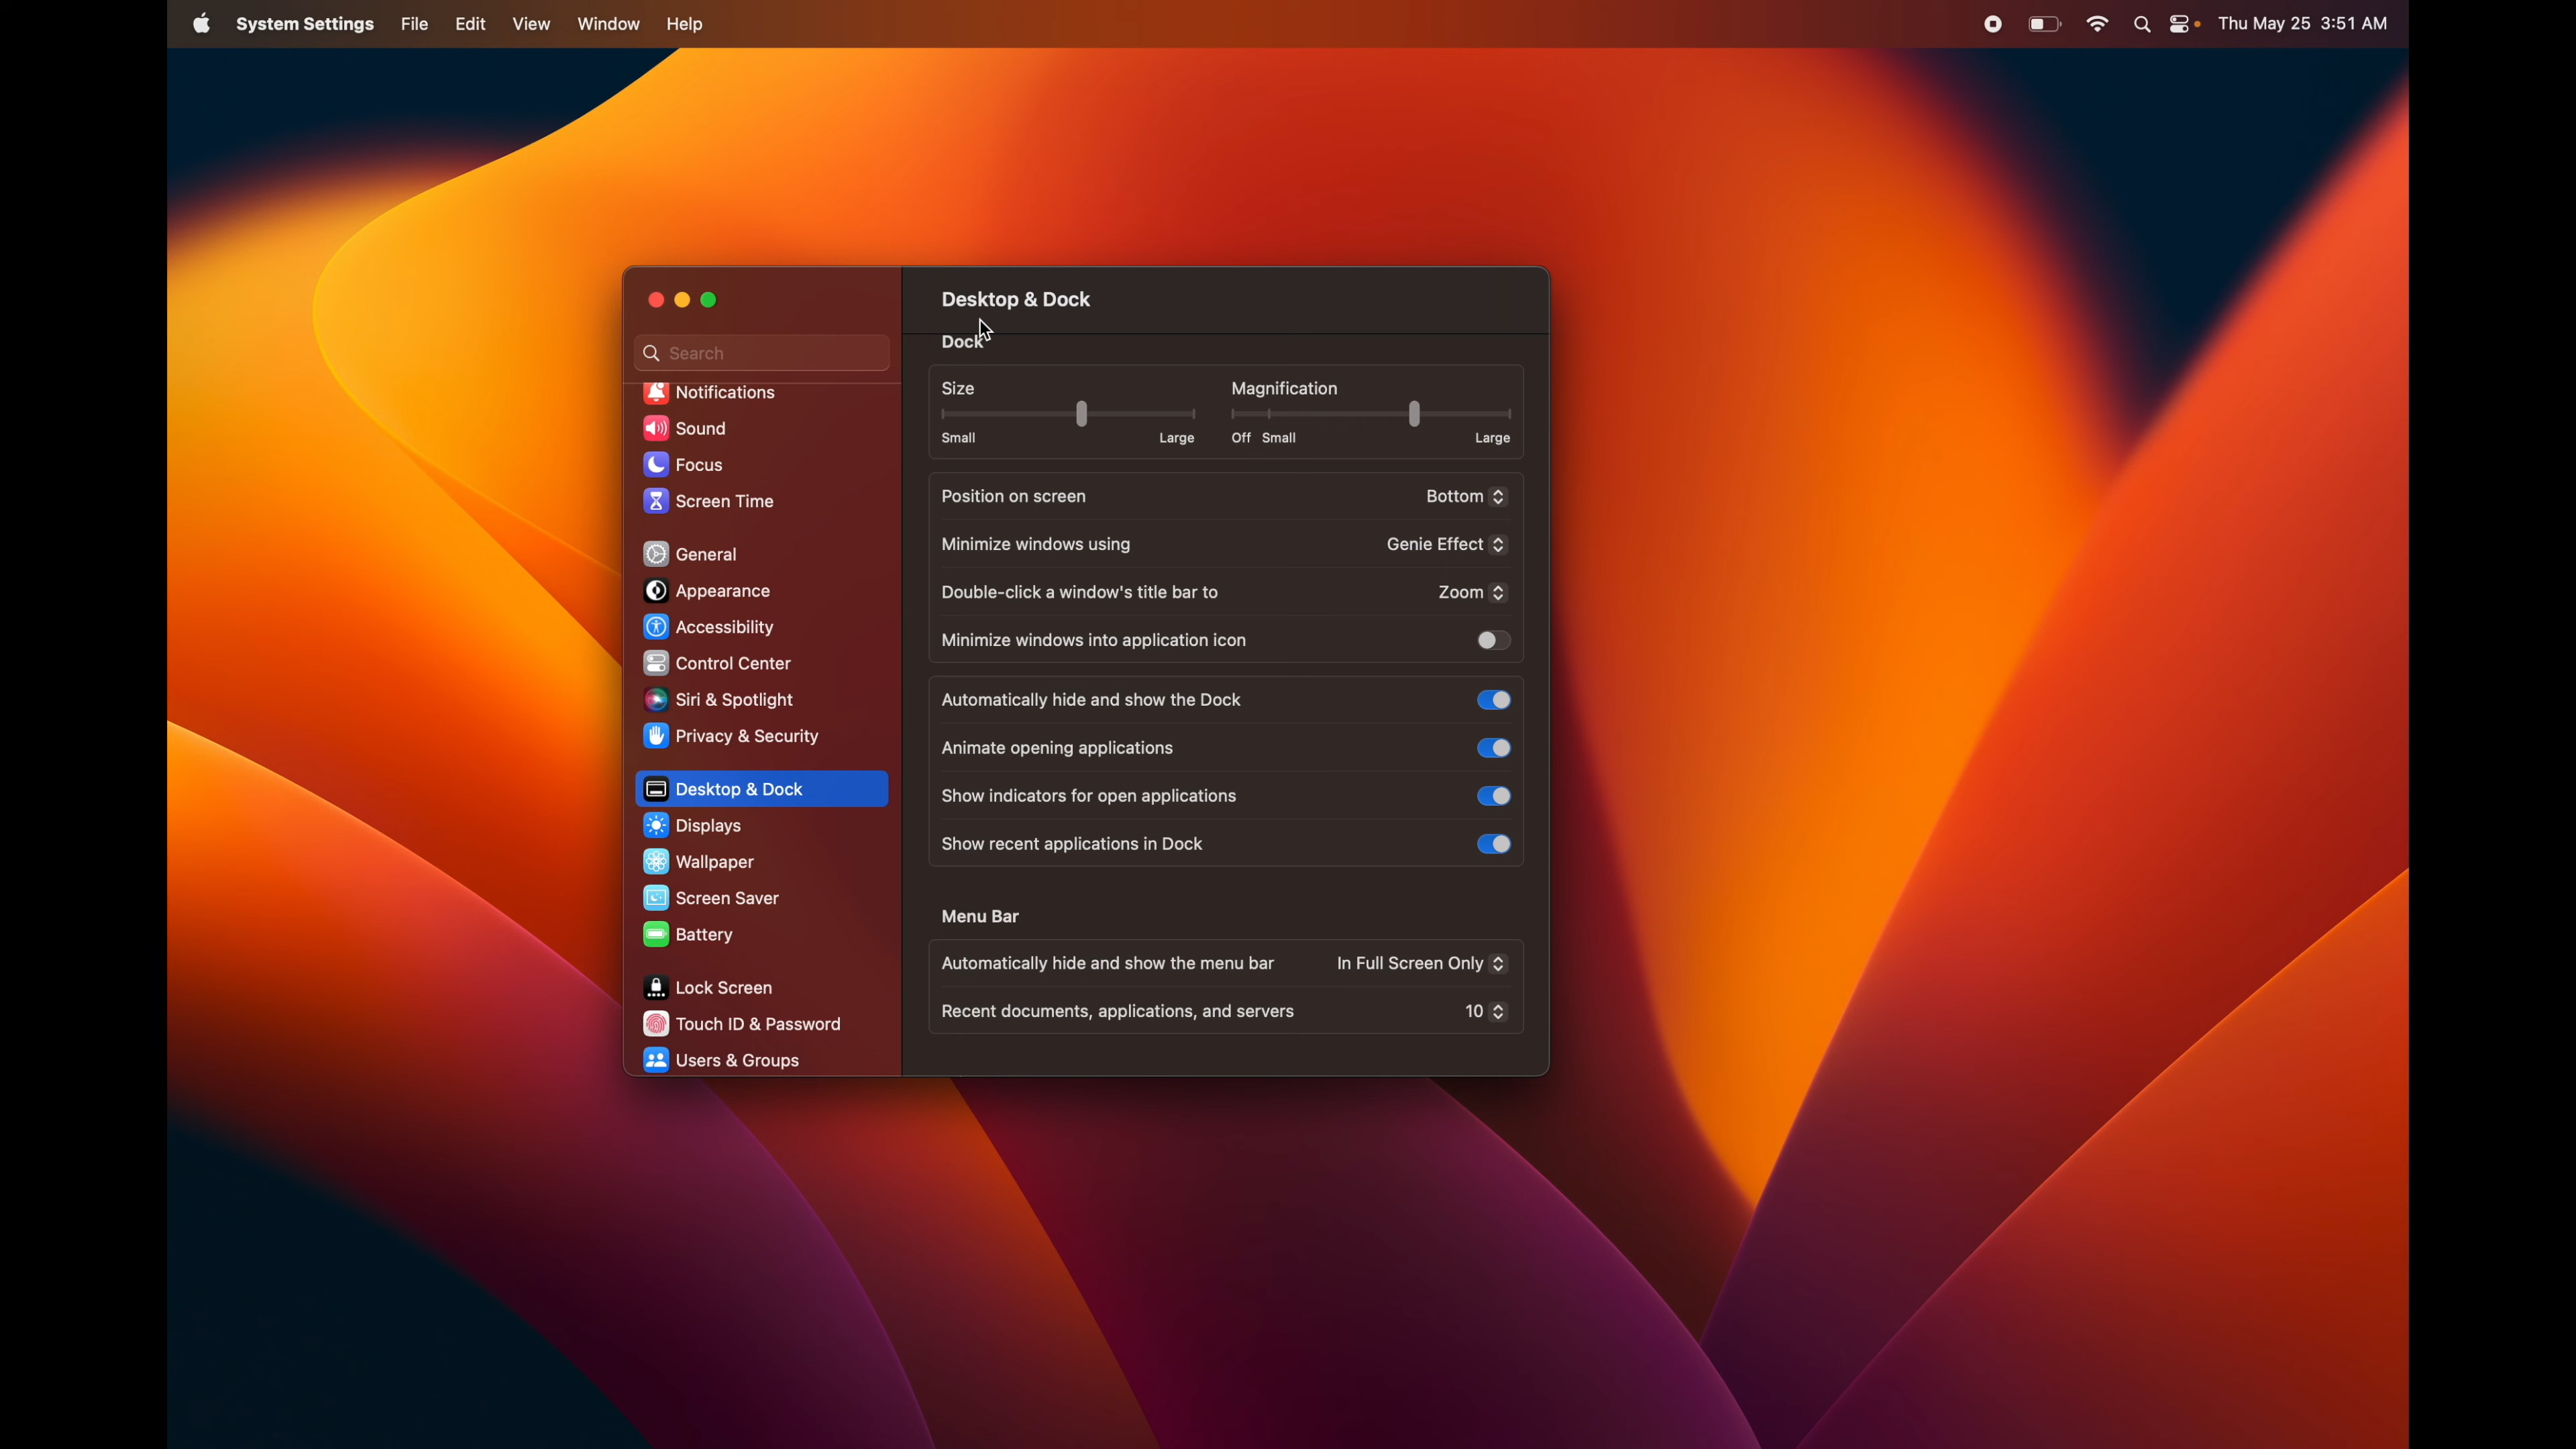 System Settings File Edit View Window Help Thu May 25 3:51 AM
Desktop & Dock
Search
Notifications
Sound
Focus
Screen Time
General
Appearance
Accessibility
Control Center
Siri & Spotlight
Privacy & Security
Desktop & Dock
Displays
Wallpaper
Screen Saver
Battery
Lock Screen
Touch ID & Password
Users & Groups
Dock
Size Magnification
Small Large Off Small Large
Position on screen Bottom
Minimize windows using Genie Effect
Double-click a window's title bar to Zoom
Minimize windows into application icon
Automatically hide and show the Dock
Animate opening applications
Show indicators for open applications
Show recent applications in Dock
Menu Bar
Automatically hide and show the menu bar In Full Screen Only
Recent documents, applications, and servers 10